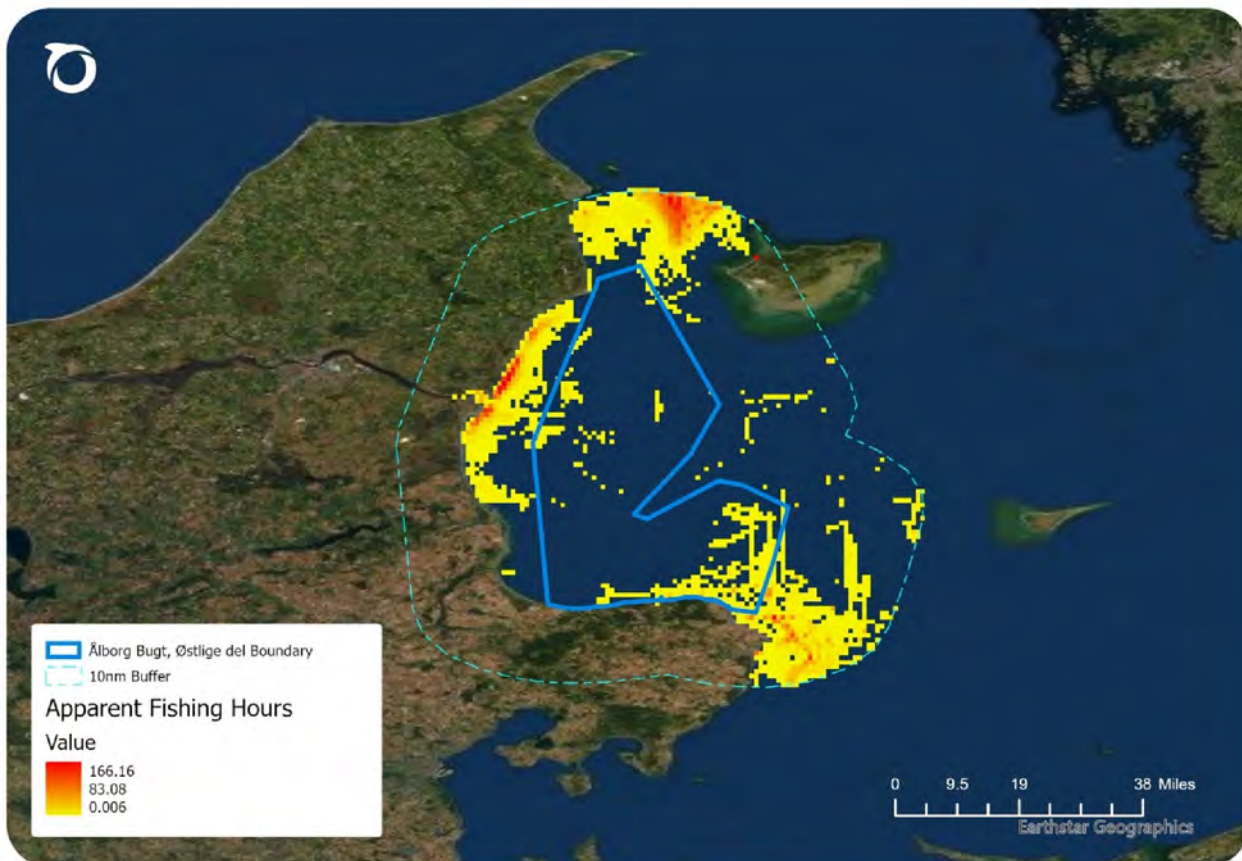 Ålborg Bugt, Østlige del Boundary
10nm Buffer
Apparent Fishing Hours
Value
166.16
83.08
0.006
0 9.5 19 38 Miles
Earthstar Geographics